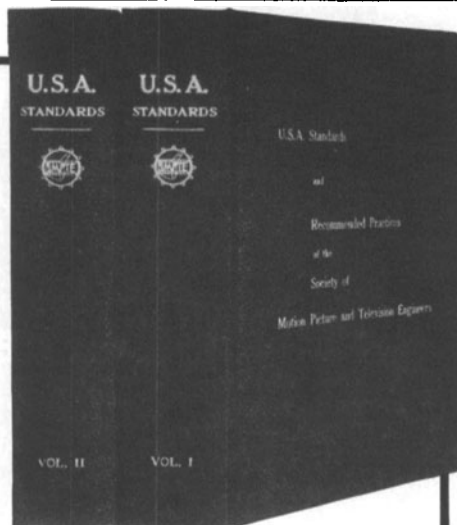 U.S.A.
STANDARDS
SMPTE
VOL. II
U.S.A.
STANDARDS
SMPTE
VOL. I
U.S.A. Standards
and
Recommended Practices
of the
Society of
Motion Picture and Television Engineers